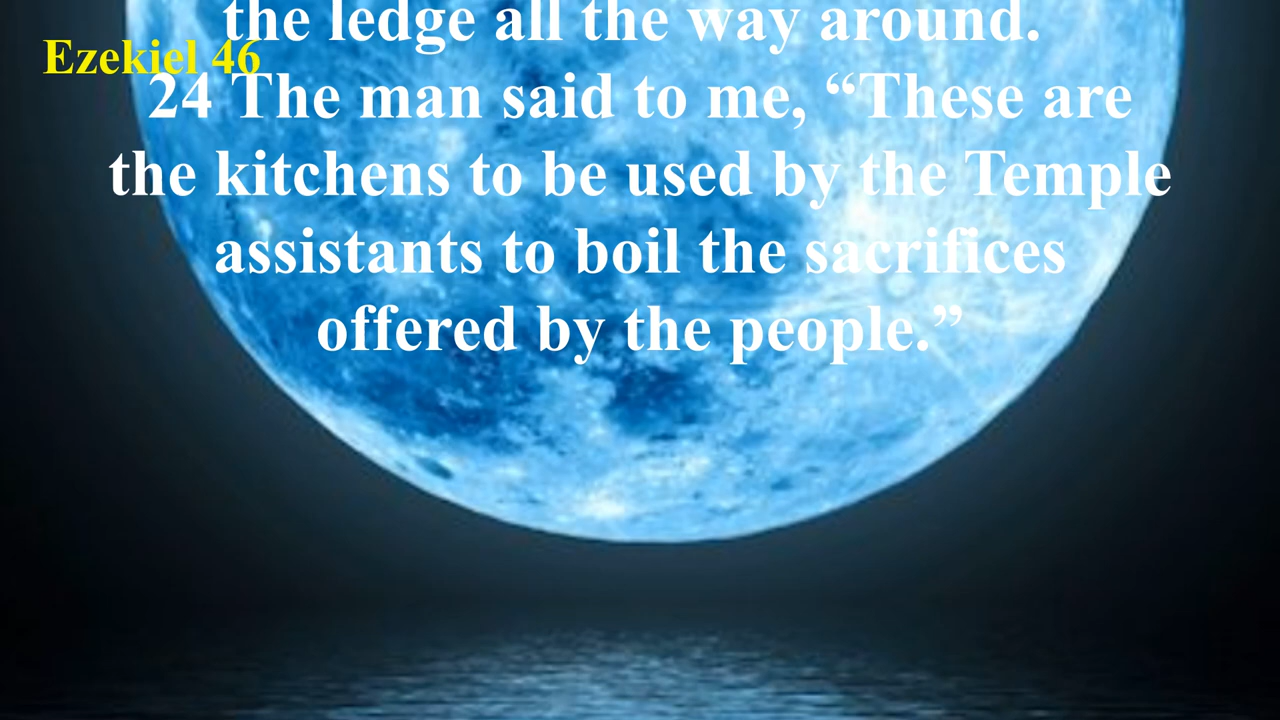 the ledge all the way around.
Ezekiel 46
24 The man said to me, “These are
the kitchens to be used by the Temple
assistants to boil the sacrifices
offered by the people.”